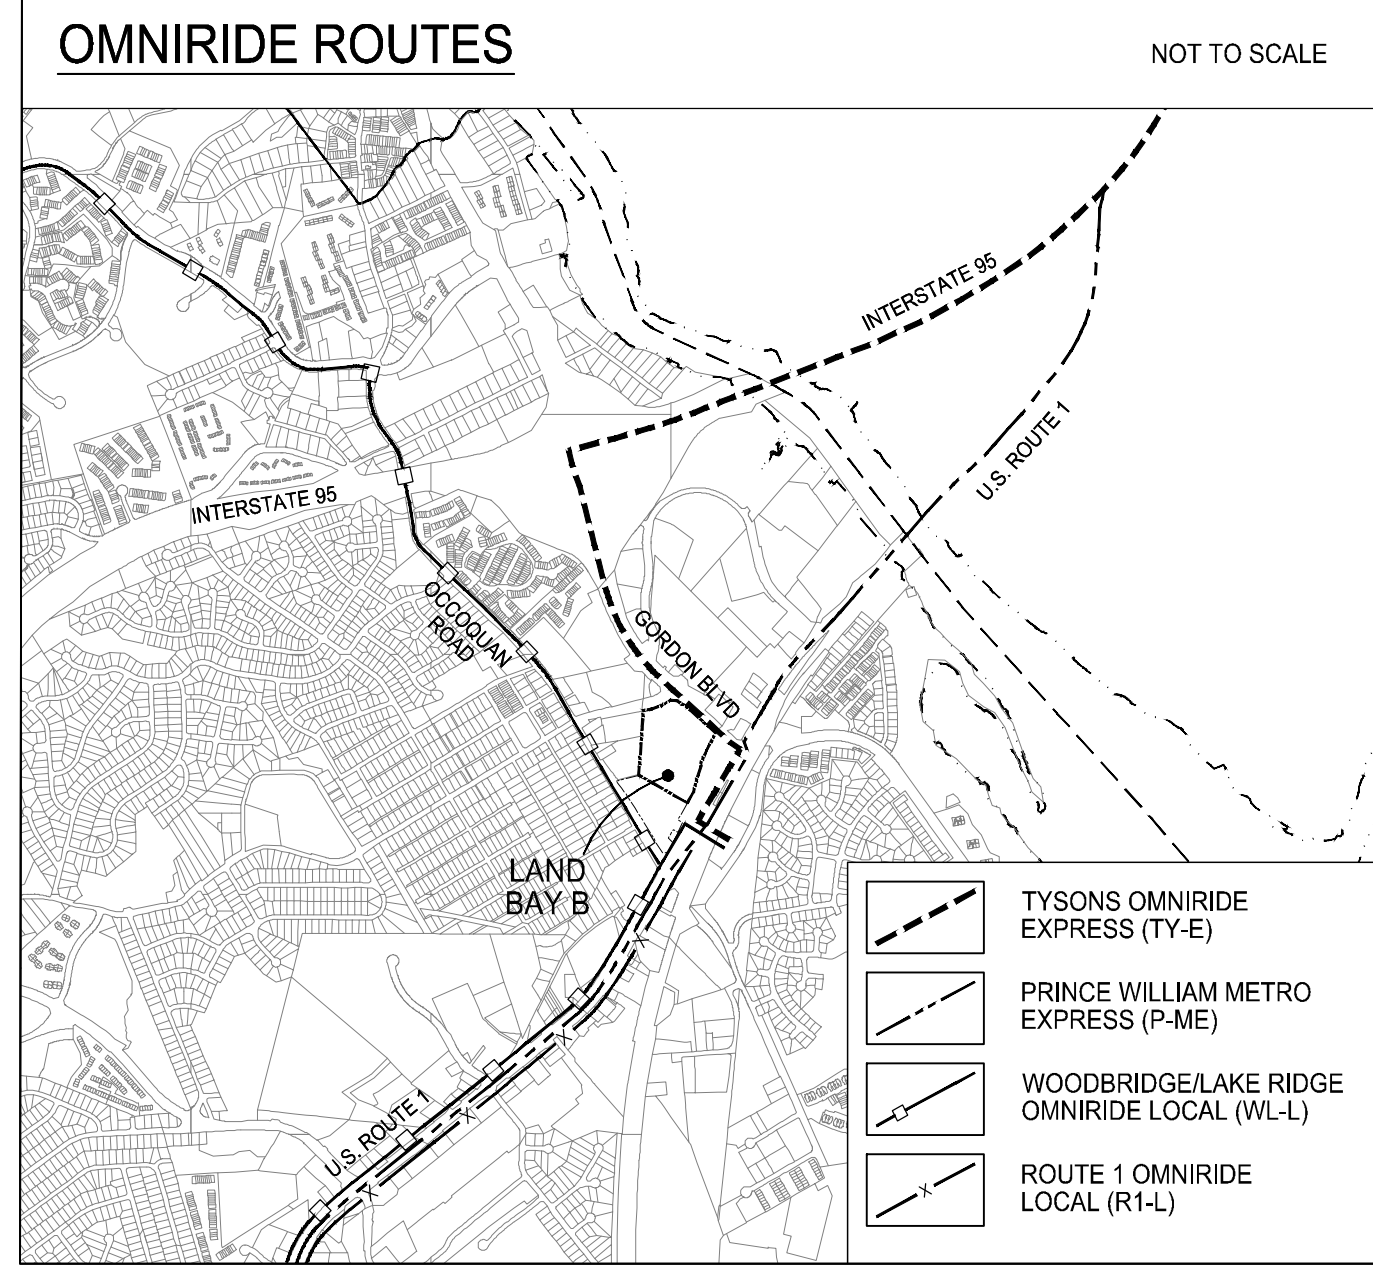 OMNIRIDE ROUTES
NOT TO SCALE
INTERSTATE 95
U.S. ROUTE 1
INTERSTATE 95
OCCOQUAN
ROAD
GORDON BLVD
LAND
BAY B
U.S. ROUTE 1
X
X
X
X
TYSONS OMNIRIDE
EXPRESS (TY-E)
PRINCE WILLIAM METRO
EXPRESS (P-ME)
WOODBRIDGE/LAKE RIDGE
OMNIRIDE LOCAL (WL-L)
X
ROUTE 1 OMNIRIDE
LOCAL (R1-L)